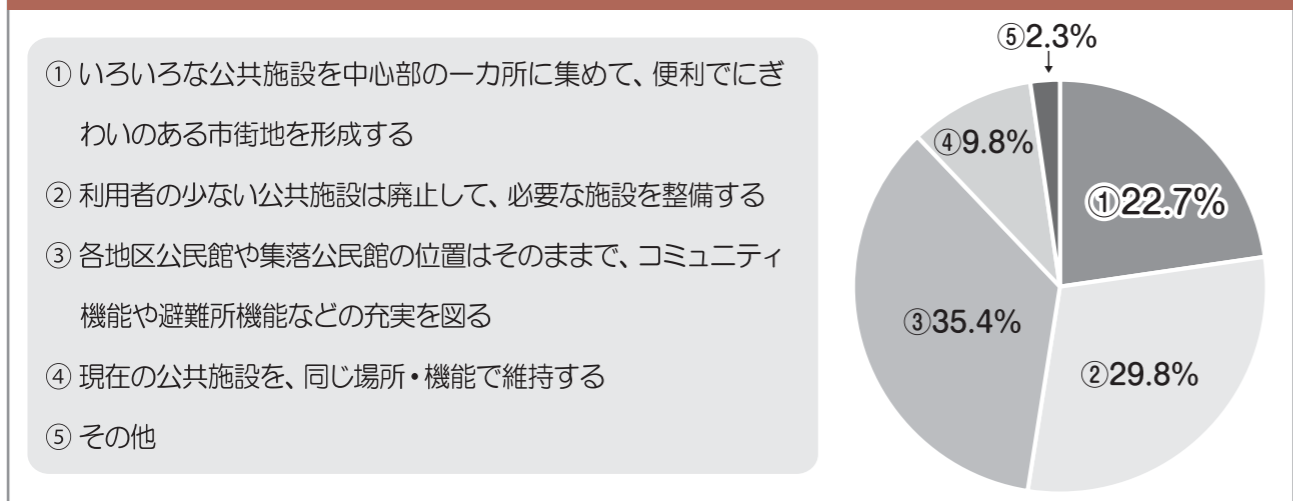 ① いろいろな公共施設を中心部の一カ所に集めて、便利でにぎ
わいのある市街地を形成する
② 利用者の少ない公共施設は廃止して、必要な施設を整備する
③ 各地区公民館や集落公民館の位置はそのままで、コミュニティ
機能や避難所機能などの充実を図る
④ 現在の公共施設を、同じ場所・機能で維持する
⑤ その他
⑤2.3%
④9.8%
①22.7%
③35.4%
②29.8%